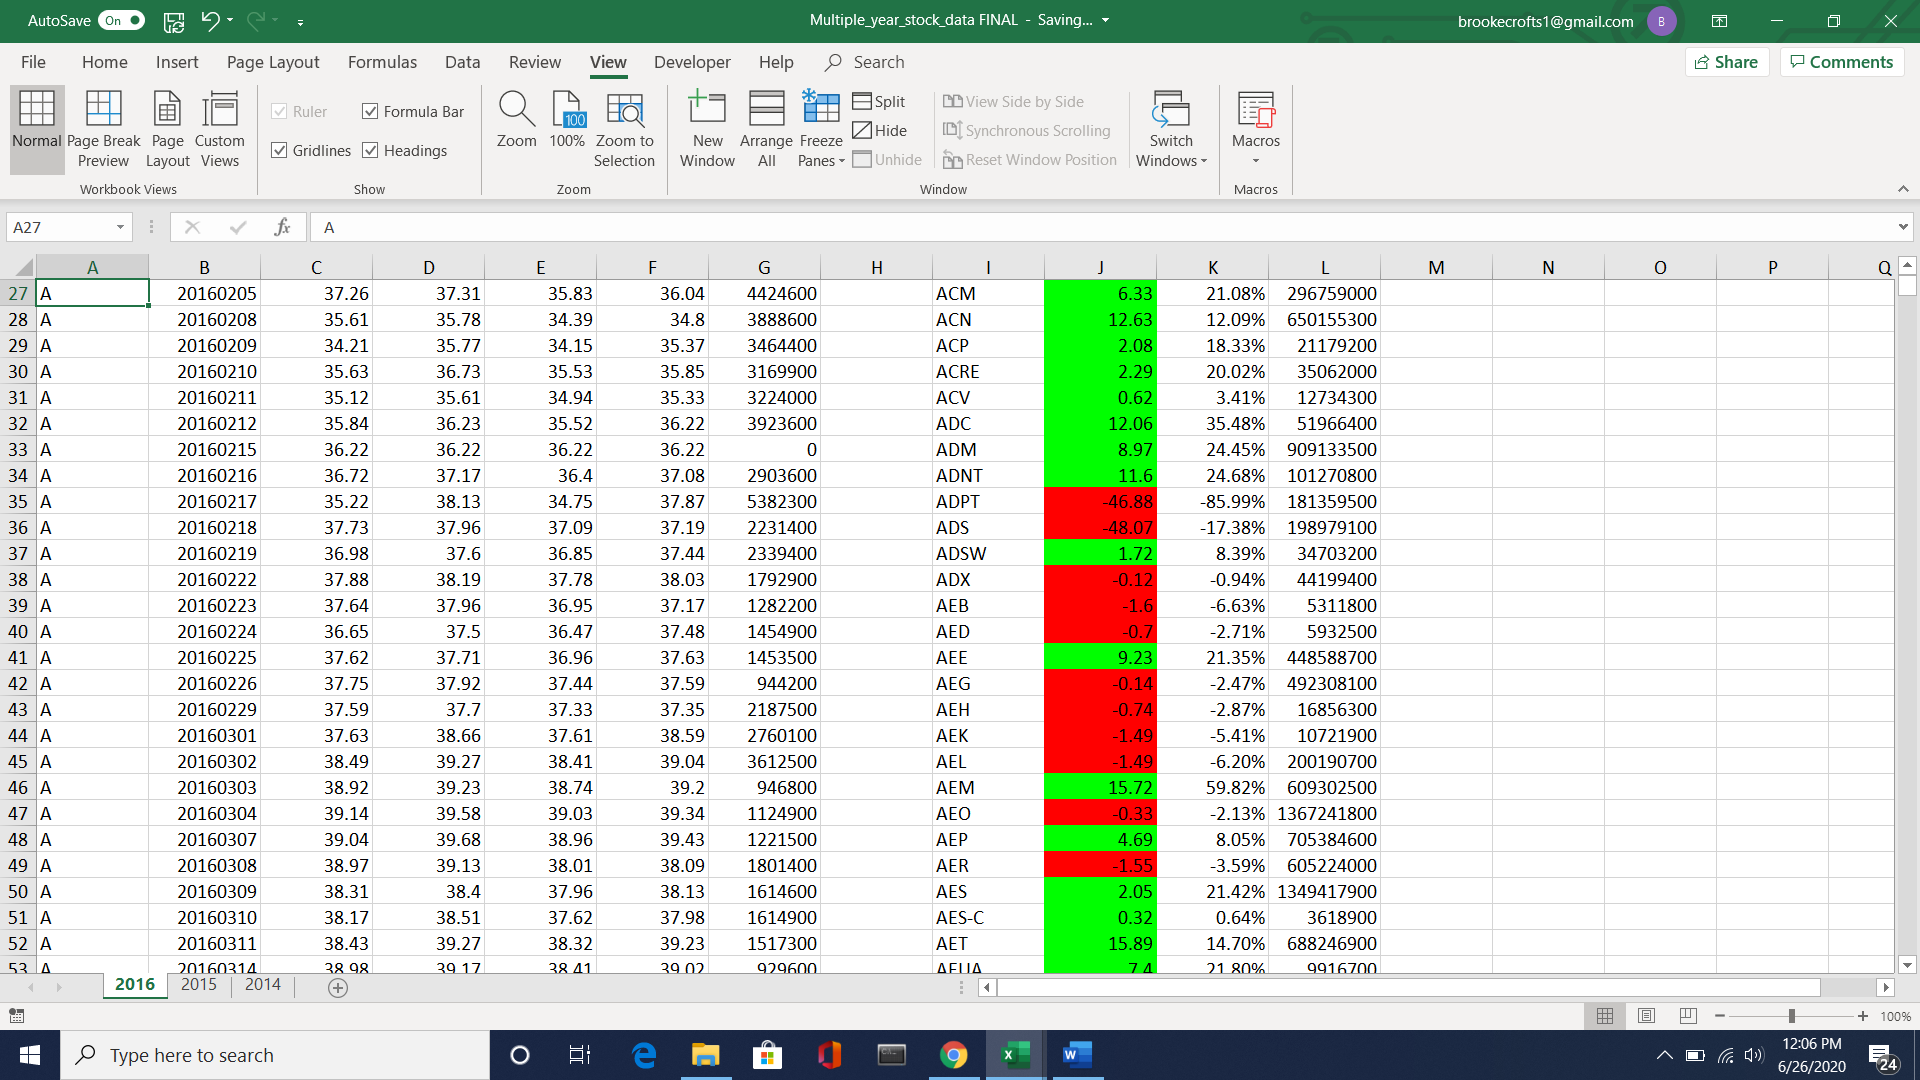 AutoSave On Multiple_year_stock_data FINAL - Saving... brookecrofts1@gmail.com B
File Home Insert Page Layout Formulas Data Review View Developer Help Search Share Comments
Normal Page Break Preview Page Layout Custom Views
Workbook Views
Ruler Formula Bar
Gridlines Headings
Show
Zoom 100% Zoom to Selection
Zoom
New Window Arrange All Freeze Panes
Split
Hide
Unhide
View Side by Side
Synchronous Scrolling
Reset Window Position
Switch Windows
Window
Macros
Macros
A27 fx A
A B C D E F G H I J K L M N O P Q
27 A 20160205 37.26 37.31 35.83 36.04 4424600 ACM 6.33 21.08% 296759000
28 A 20160208 35.61 35.78 34.39 34.8 3888600 ACN 12.63 12.09% 650155300
29 A 20160209 34.21 35.77 34.15 35.37 3464400 ACP 2.08 18.33% 21179200
30 A 20160210 35.63 36.73 35.53 35.85 3169900 ACRE 2.29 20.02% 35062000
31 A 20160211 35.12 35.61 34.94 35.33 3224000 ACV 0.62 3.41% 12734300
32 A 20160212 35.84 36.23 35.52 36.22 3923600 ADC 12.06 35.48% 51966400
33 A 20160215 36.22 36.22 36.22 36.22 0 ADM 8.97 24.45% 909133500
34 A 20160216 36.72 37.17 36.4 37.08 2903600 ADNT 11.6 24.68% 101270800
35 A 20160217 35.22 38.13 34.75 37.87 5382300 ADPT -46.88 -85.99% 181359500
36 A 20160218 37.73 37.96 37.09 37.19 2231400 ADS -48.07 -17.38% 198979100
37 A 20160219 36.98 37.6 36.85 37.44 2339400 ADSW 1.72 8.39% 34703200
38 A 20160222 37.88 38.19 37.78 38.03 1792900 ADX -0.12 -0.94% 44199400
39 A 20160223 37.64 37.96 36.95 37.17 1282200 AEB -1.6 -6.63% 5311800
40 A 20160224 36.65 37.5 36.47 37.48 1454900 AED -0.7 -2.71% 5932500
41 A 20160225 37.62 37.71 36.96 37.63 1453500 AEE 9.23 21.35% 448588700
42 A 20160226 37.75 37.92 37.44 37.59 944200 AEG -0.14 -2.47% 492308100
43 A 20160229 37.59 37.7 37.33 37.35 2187500 AEH -0.74 -2.87% 16856300
44 A 20160301 37.63 38.66 37.61 38.59 2760100 AEK -1.49 -5.41% 10721900
45 A 20160302 38.49 39.27 38.41 39.04 3612500 AEL -1.49 -6.20% 200190700
46 A 20160303 38.92 39.23 38.74 39.2 946800 AEM 15.72 59.82% 609302500
47 A 20160304 39.14 39.58 39.03 39.34 1124900 AEO -0.33 -2.13% 1367241800
48 A 20160307 39.04 39.68 38.96 39.43 1221500 AEP 4.69 8.05% 705384600
49 A 20160308 38.97 39.13 38.01 38.09 1801400 AER -1.55 -3.59% 605224000
50 A 20160309 38.31 38.4 37.96 38.13 1614600 AES 2.05 21.42% 1349417900
51 A 20160310 38.17 38.51 37.62 37.98 1614900 AES-C 0.32 0.64% 3618900
52 A 20160311 38.43 39.27 38.32 39.23 1517300 AET 15.89 14.70% 688246900
53 A 20160314 38.98 39.17 38.41 39.02 929600 AEUA 7.4 21.80% 9916700
2016 2015 2014
100%
Type here to search
12:06 PM
6/26/2020
24